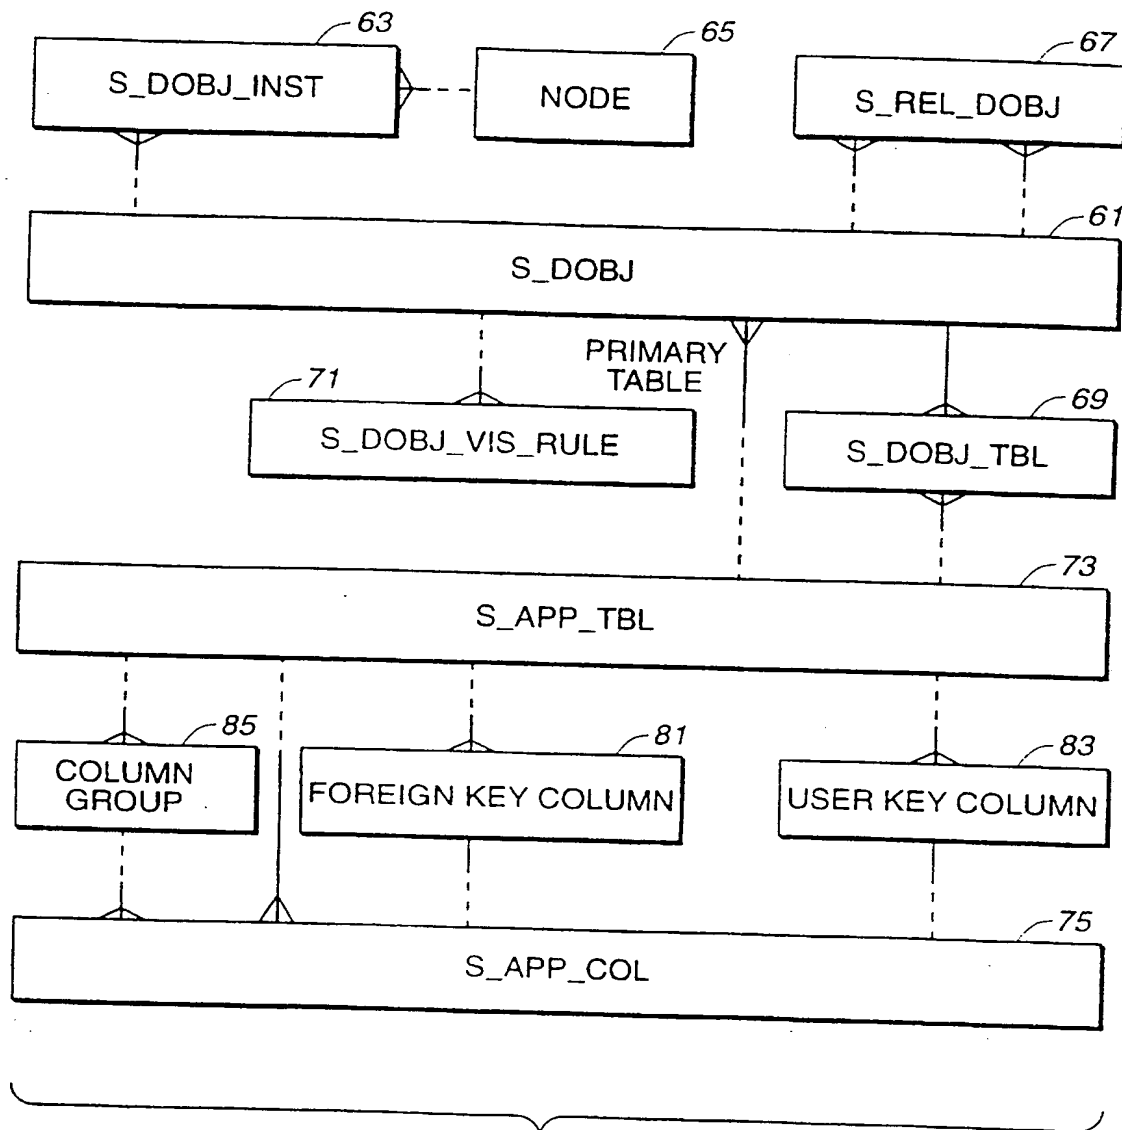 63
65
67
S_DOBJ_INST
NODE
S_REL_DOBJ
61
S_DOBJ
PRIMARY
TABLE
71
69
S_DOBJ_VIS_RULE
S_DOBJ_TBL
73
S_APP_TBL
85
81
83
COLUMN
GROUP
FOREIGN KEY COLUMN
USER KEY COLUMN
75
S_APP_COL